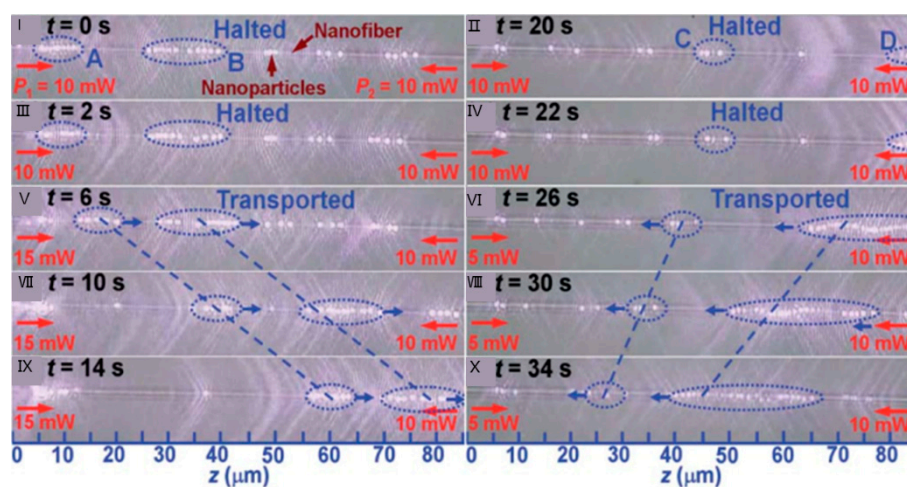 I t = 0 s Halted Nanofiber
A B
P1 = 10 mW Nanoparticles P2 = 10 mW
II t = 20 s Halted
C D
10 mW 10 mW
III t = 2 s Halted
10 mW 10 mW
IV t = 22 s Halted
10 mW 10 mW
V t = 6 s Transported
15 mW 10 mW
VI t = 26 s Transported
5 mW 10 mW
VII t = 10 s
15 mW 10 mW
VIII t = 30 s
5 mW 10 mW
IX t = 14 s
15 mW 10 mW
X t = 34 s
5 mW 10 mW
0 10 20 30 40 50 60 70 80
z (μm)
0 10 20 30 40 50 60 70 80
z (μm)